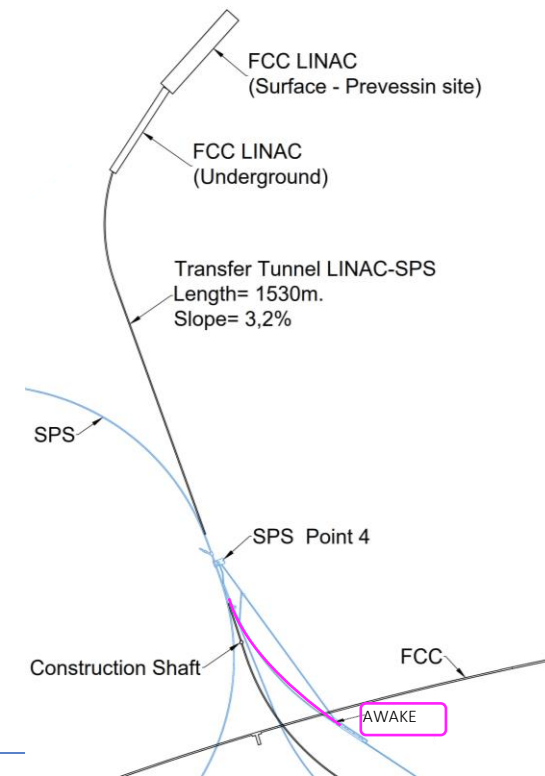 FCC LINAC
(Surface - Prevessin site)
FCC LINAC
(Underground)
Transfer Tunnel LINAC-SPS
Length= 1530m.
Slope= 3,2%
SPS
SPS Point 4
Construction Shaft
FCC
AWAKE